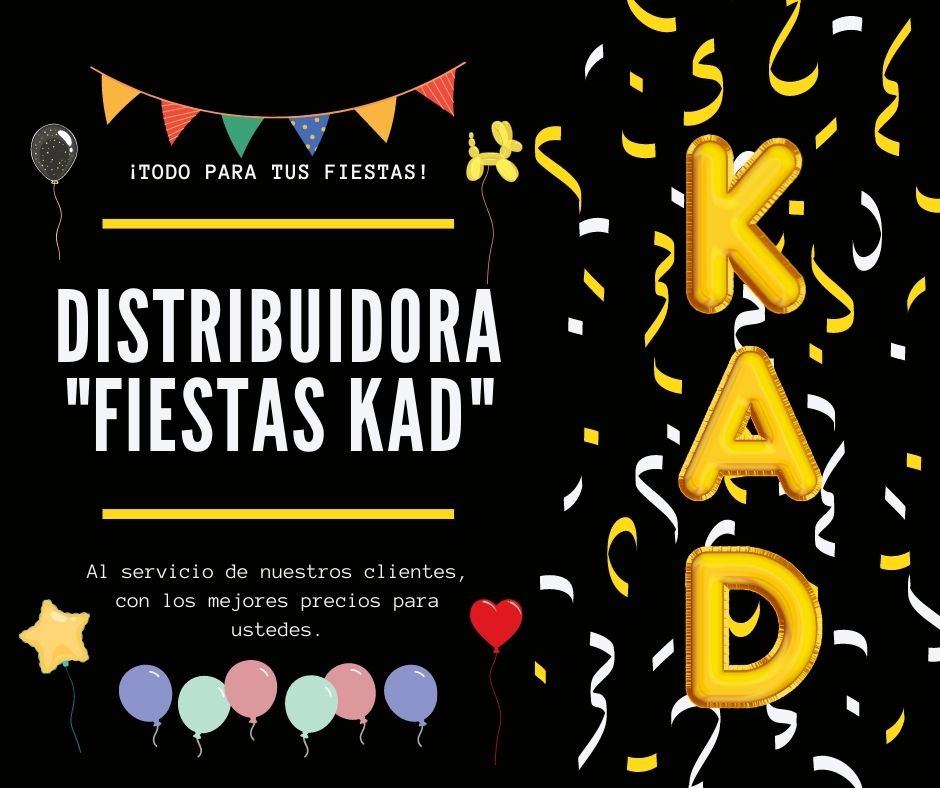 ¡TODO PARA TUS FIESTAS!
DISTRIBUIDORA
"FIESTAS KAD"
Al servicio de nuestros clientes,
con los mejores precios para
ustedes.
K
A
D